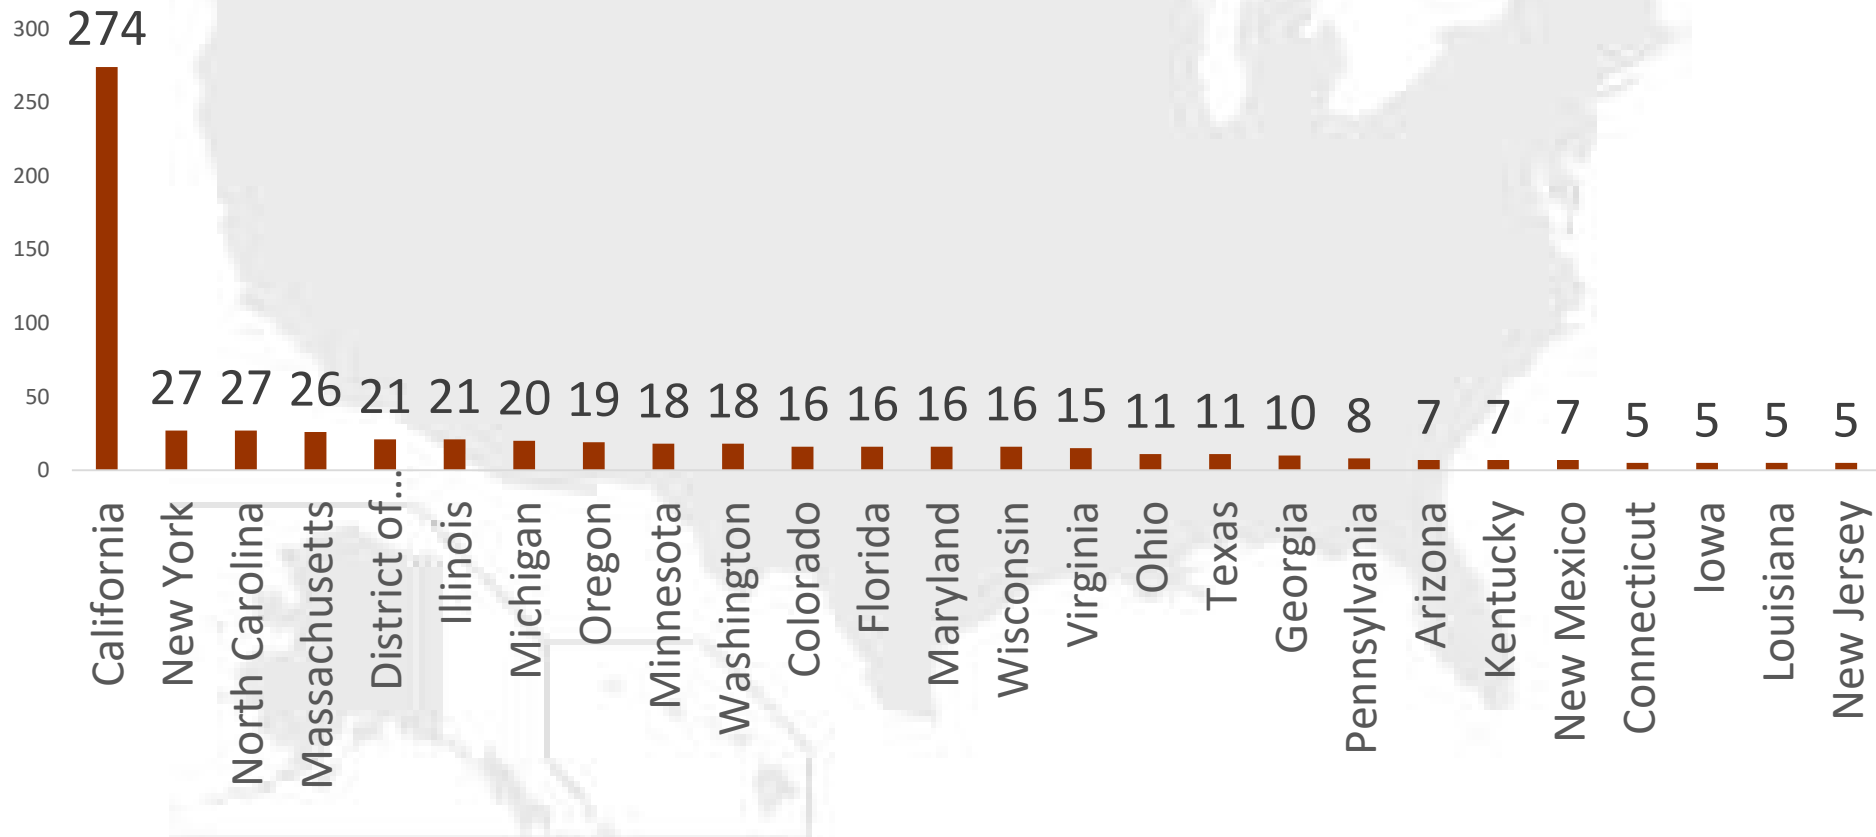 300
250
200
150
100
50
0
274
27
27
26
21
21
20
19
18
18
16
16
16
16
15
11
11
10
8
7
7
7
5
5
5
5
California
New York
North Carolina
Massachusetts
District of...
Illinois
Michigan
Oregon
Minnesota
Washington
Colorado
Florida
Maryland
Wisconsin
Virginia
Ohio
Texas
Georgia
Pennsylvania
Arizona
Kentucky
New Mexico
Connecticut
Iowa
Louisiana
New Jersey